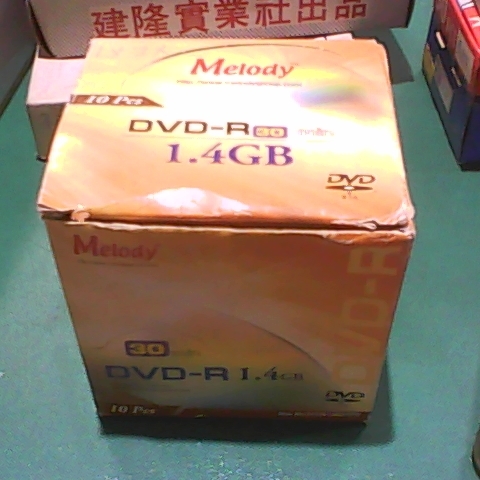 建隆實業社出品
Melody
10 Pcs
DVD-R 30
1.4GB
DVD
Melody
DVD-R
30
DVD-R 1.4GB
DVD
10 Pcs